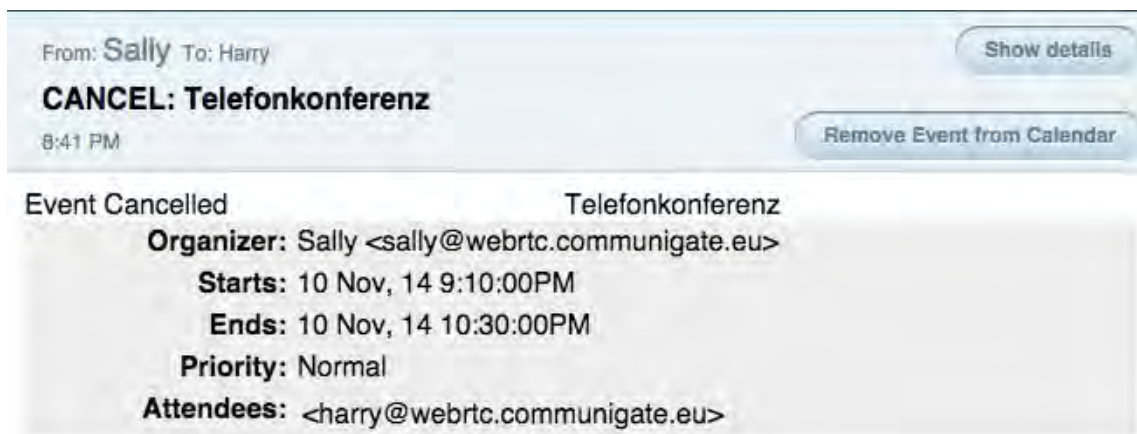 From: Sally To: Harry
Show details
CANCEL: Telefonkonferenz
8:41 PM
Remove Event from Calendar
Event Cancelled Telefonkonferenz
Organizer: Sally <sally@webrtc.communigate.eu>
Starts: 10 Nov, 14 9:10:00PM
Ends: 10 Nov, 14 10:30:00PM
Priority: Normal
Attendees: <harry@webrtc.communigate.eu>